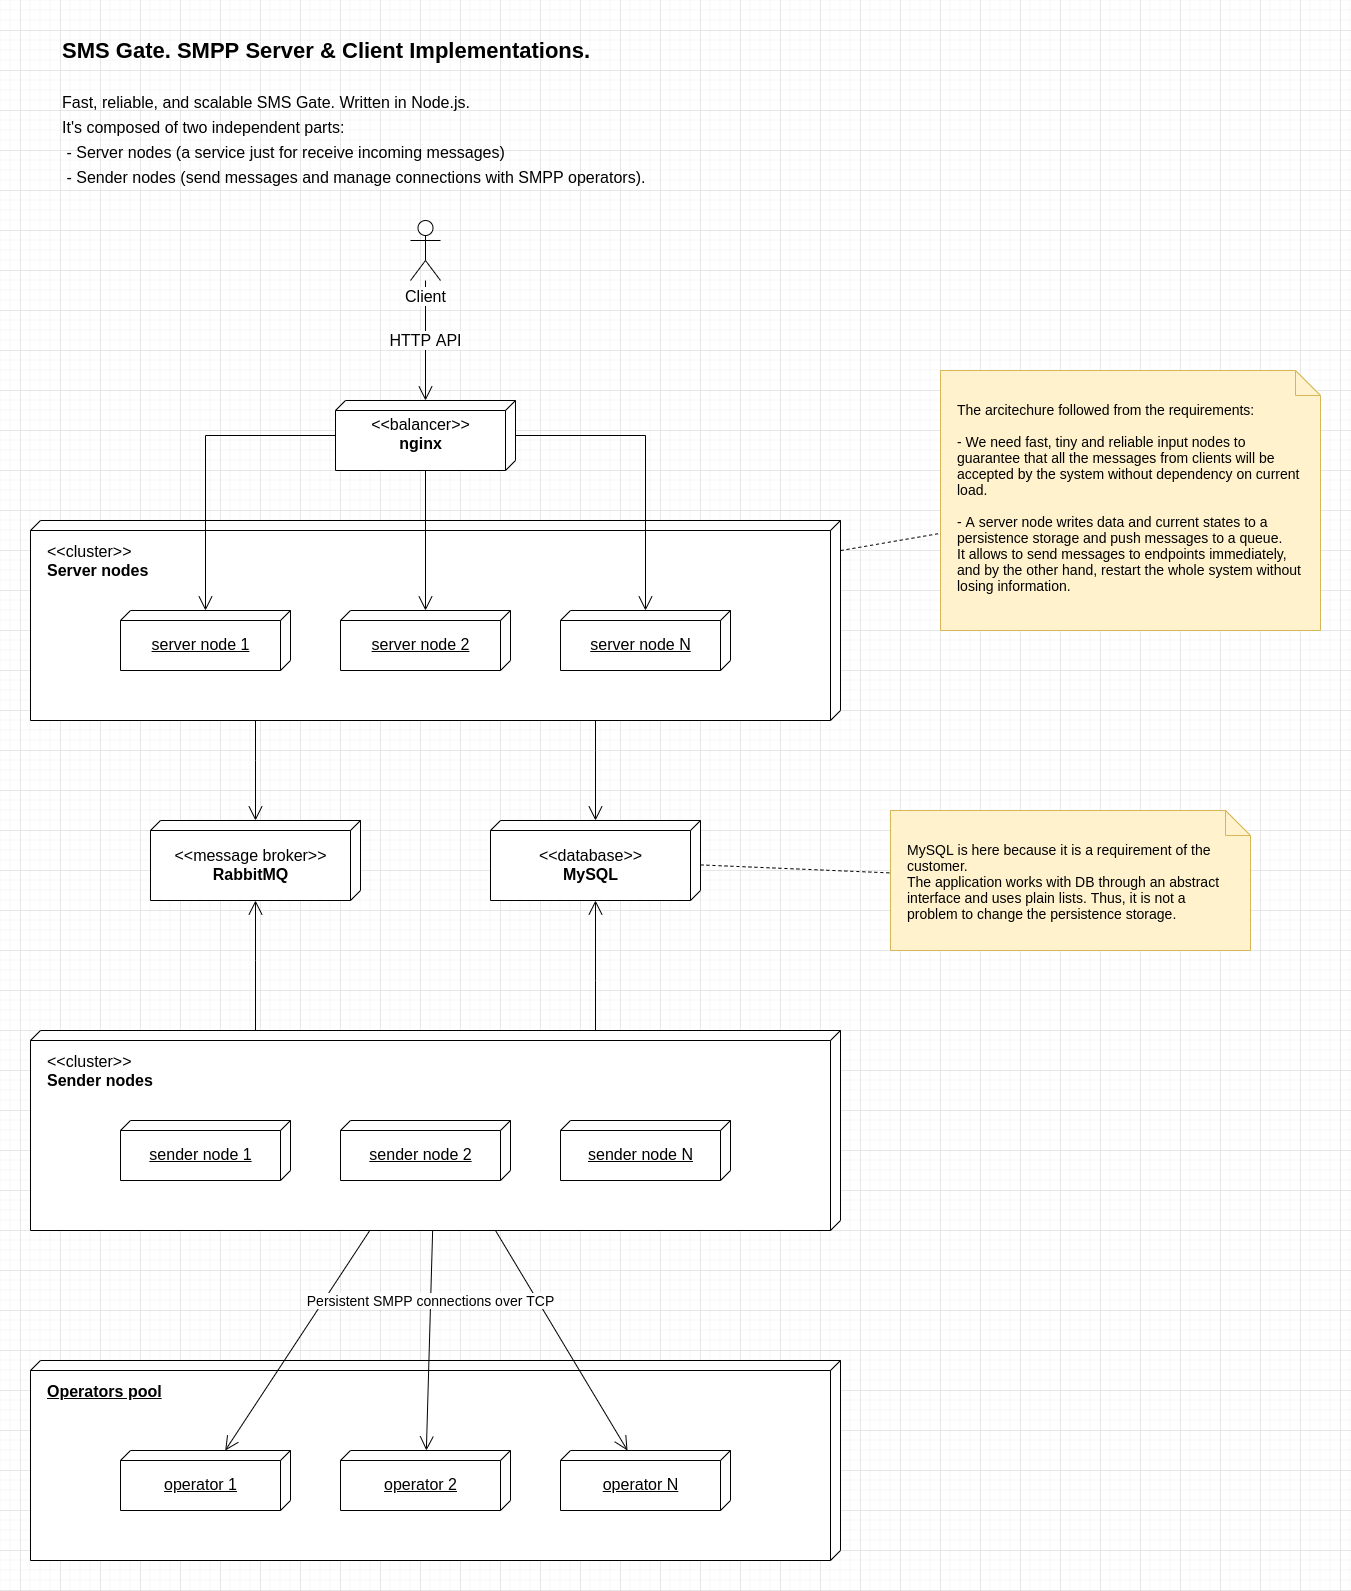 SMS Gate. SMPP Server & Client Implementations.
Fast, reliable, and scalable SMS Gate. Written in Node.js.
It's composed of two independent parts:
- Server nodes (a service just for receive incoming messages)
- Sender nodes (send messages and manage connections with SMPP operators).
Client
HTTP API
<<balancer>>
nginx
The arcitechure followed from the requirements:
- We need fast, tiny and reliable input nodes to
guarantee that all the messages from clients will be
accepted by the system without dependency on current
load.
- A server node writes data and current states to a
persistence storage and push messages to a queue.
It allows to send messages to endpoints immediately,
and by the other hand, restart the whole system without
losing information.
<<cluster>>
Server nodes
server node 1
server node 2
server node N
<<message broker>>
RabbitMQ
<<database>>
MySQL
MySQL is here because it is a requirement of the
customer.
The application works with DB through an abstract
interface and uses plain lists. Thus, it is not a
problem to change the persistence storage.
<<cluster>>
Sender nodes
sender node 1
sender node 2
sender node N
Persistent SMPP connections over TCP
Operators pool
operator 1
operator 2
operator N